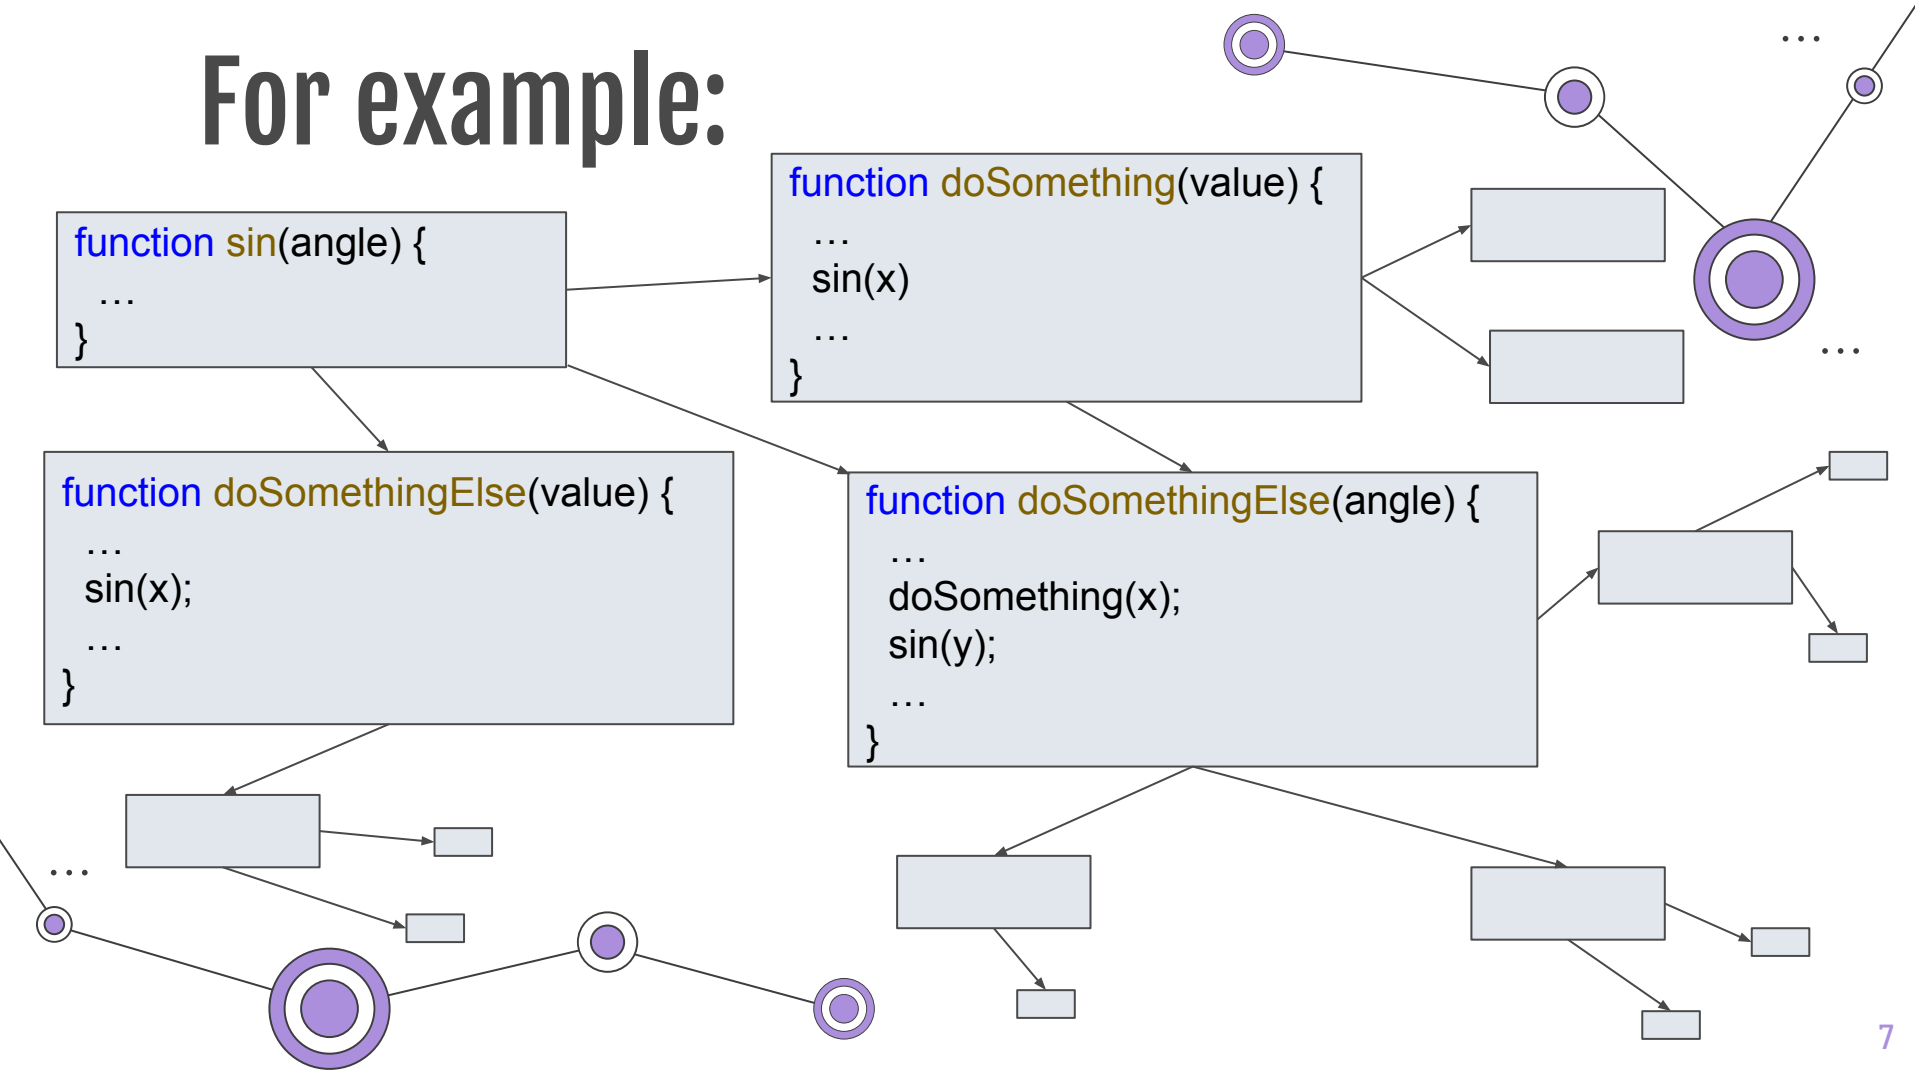 For example:
function sin(angle) {
…
}
function doSomething(value) {
…
sin(x)
…
}
function doSomethingElse(value) {
…
sin(x);
…
}
function doSomethingElse(angle) {
…
doSomething(x);
sin(y);
…
}
…
…
…
7